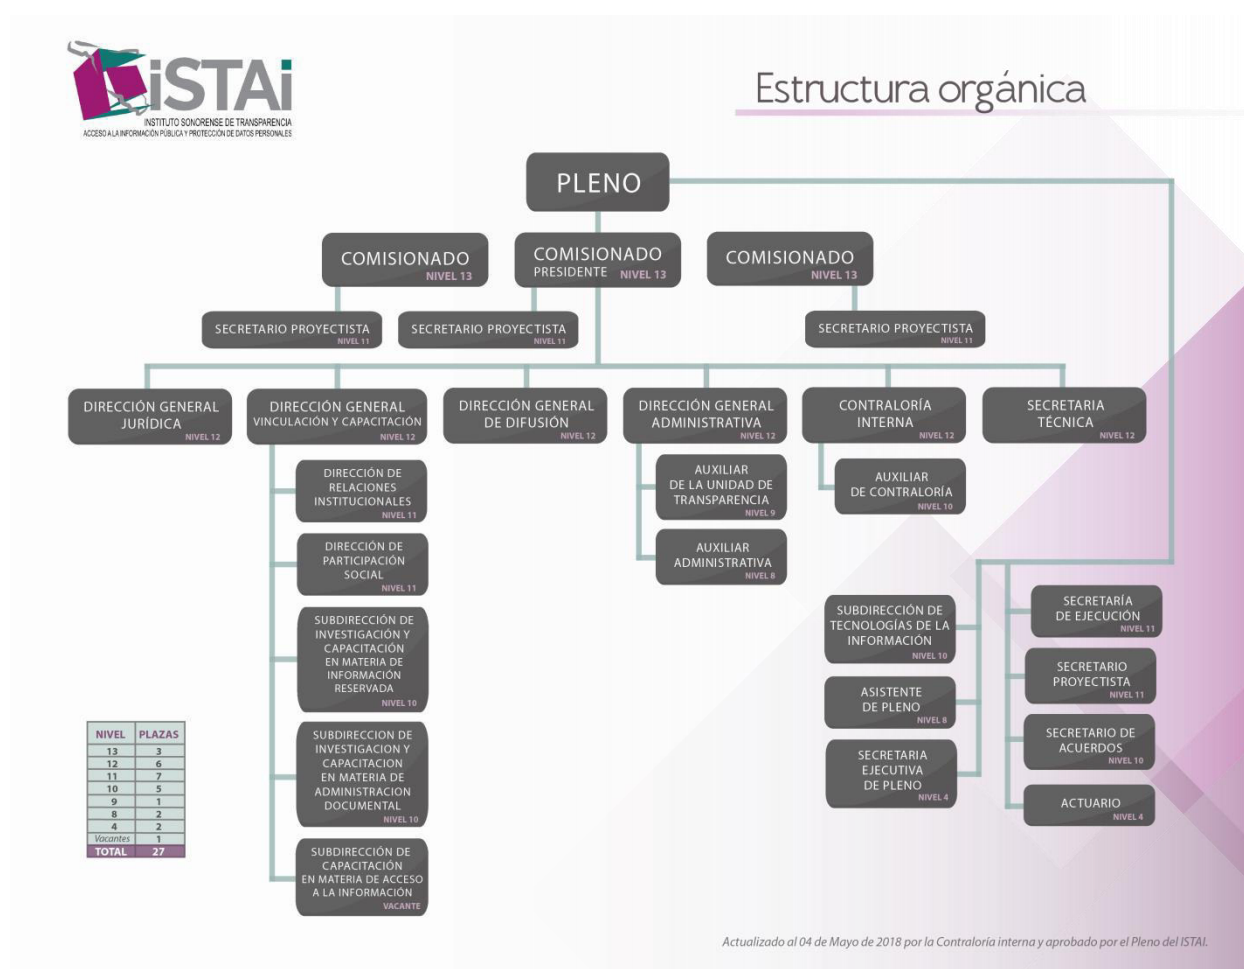 iSTAi
INSTITUTO SONORENSE DE TRANSPARENCIA
ACCESO A LA INFORMACIÓN PÚBLICA Y PROTECCIÓN DE DATOS PERSONALES
Estructura orgánica
PLENO
COMISIONADO
NIVEL 13
COMISIONADO
PRESIDENTE NIVEL 13
COMISIONADO
NIVEL 13
SECRETARIO PROYECTISTA
NIVEL 11
SECRETARIO PROYECTISTA
NIVEL 11
SECRETARIO PROYECTISTA
NIVEL 11
DIRECCIÓN GENERAL
JURÍDICA
NIVEL 12
DIRECCIÓN GENERAL
VINCULACIÓN Y CAPACITACIÓN
NIVEL 12
DIRECCIÓN GENERAL
DE DIFUSIÓN
NIVEL 12
DIRECCIÓN GENERAL
ADMINISTRATIVA
NIVEL 12
CONTRALORÍA
INTERNA
NIVEL 12
SECRETARIA
TÉCNICA
NIVEL 12
DIRECCIÓN DE
RELACIONES
INSTITUCIONALES
NIVEL 11
DIRECCIÓN DE
PARTICIPACIÓN
SOCIAL
NIVEL 11
SUBDIRECCIÓN DE
INVESTIGACIÓN Y
CAPACITACIÓN
EN MATERIA DE
INFORMACIÓN
RESERVADA
NIVEL 10
SUBDIRECCION DE
INVESTIGACION Y
CAPACITACION
EN MATERIA DE
ADMINISTRACION
DOCUMENTAL
NIVEL 10
SUBDIRECCIÓN DE
CAPACITACIÓN
EN MATERIA DE ACCESO
A LA INFORMACIÓN
VACANTE
AUXILIAR
DE LA UNIDAD DE
TRANSPARENCIA
NIVEL 9
AUXILIAR
ADMINISTRATIVA
NIVEL 8
AUXILIAR
DE CONTRALORÍA
NIVEL 10
SUBDIRECCIÓN DE
TECNOLOGÍAS DE LA
INFORMACIÓN
NIVEL 10
ASISTENTE
DE PLENO
NIVEL 8
SECRETARIA
EJECUTIVA
DE PLENO
NIVEL 4
SECRETARÍA
DE EJECUCIÓN
NIVEL 11
SECRETARIO
PROYECTISTA
NIVEL 11
SECRETARIO DE
ACUERDOS
NIVEL 10
ACTUARIO
NIVEL 4
NIVEL PLAZAS
13 3
12 6
11 7
10 5
9 1
8 2
4 2
Vacantes 1
TOTAL 27
Actualizado al 04 de Mayo de 2018 por la Contraloría interna y aprobado por el Pleno del ISTAI.